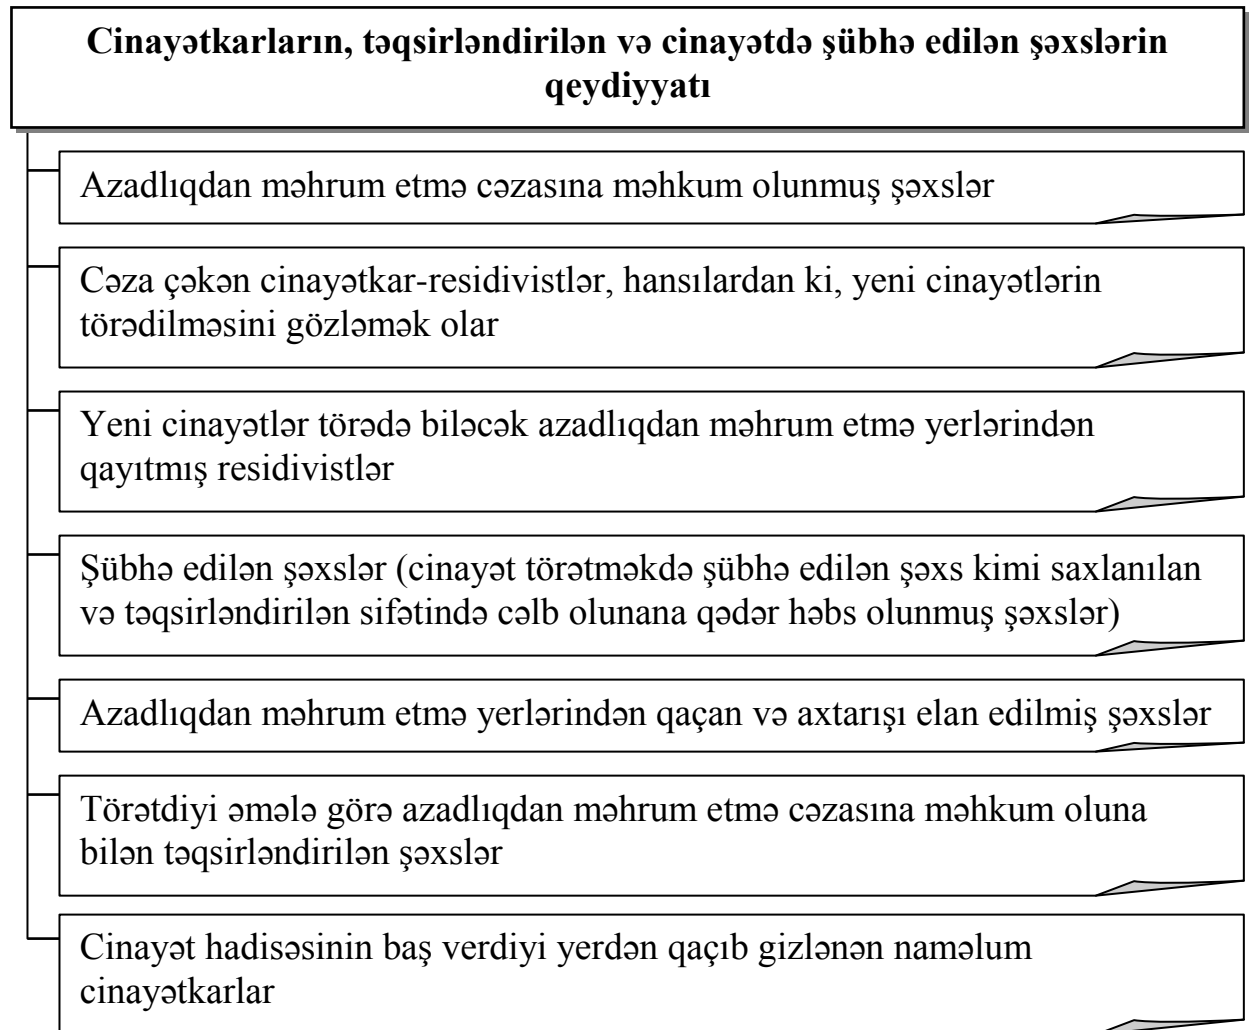 Cinayətkarların, təqsirləndirilən və cinayətdə şübhə edilən şəxslərin
qeydiyyatı
Azadlıqdan məhrum etmə cəzasına məhkum olunmuş şəxslər
Cəza çəkən cinayətkar-residivistlər, hansılardan ki, yeni cinayətlərin
törədilməsini gözləmək olar
Yeni cinayətlər törədə biləcək azadlıqdan məhrum etmə yerlərindən
qayıtmış residivistlər
Şübhə edilən şəxslər (cinayət törətməkdə şübhə edilən şəxs kimi saxlanılan
və təqsirləndirilən sifətində cəlb olunana qədər həbs olunmuş şəxslər)
Azadlıqdan məhrum etmə yerlərindən qaçan və axtarışı elan edilmiş şəxslər
Törətdiyi əmələ görə azadlıqdan məhrum etmə cəzasına məhkum oluna
bilən təqsirləndirilən şəxslər
Cinayət hadisəsinin baş verdiyi yerdən qaçıb gizlənən naməlum
cinayətkarlar